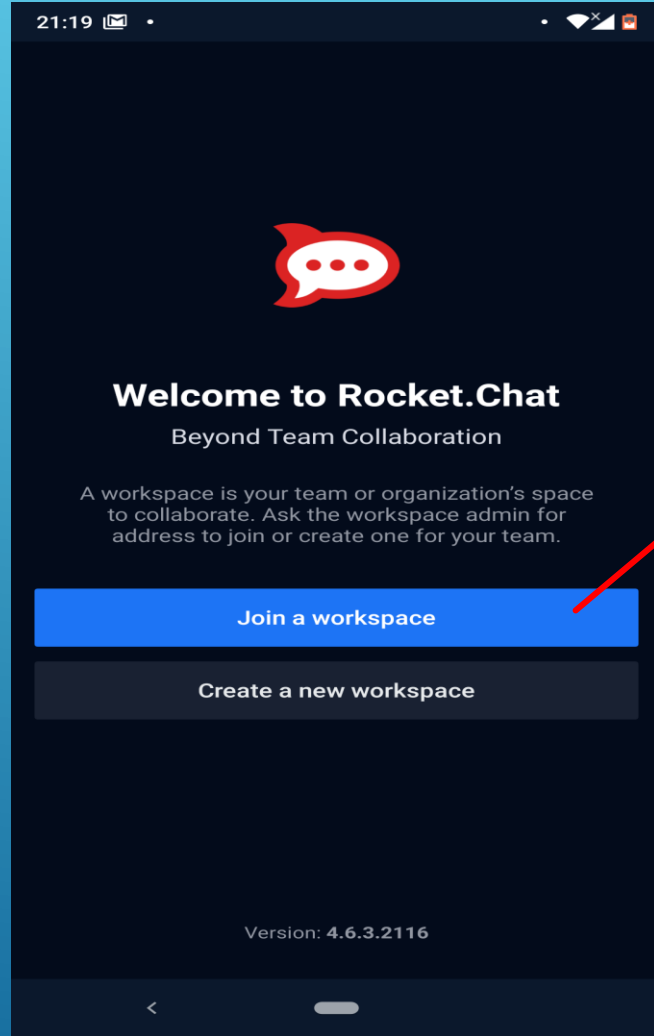 21:19
Welcome to Rocket.Chat
Beyond Team Collaboration
A workspace is your team or organization’s space
to collaborate. Ask the workspace admin for
address to join or create one for your team.
Join a workspace
Create a new workspace
Version: 4.6.3.2116